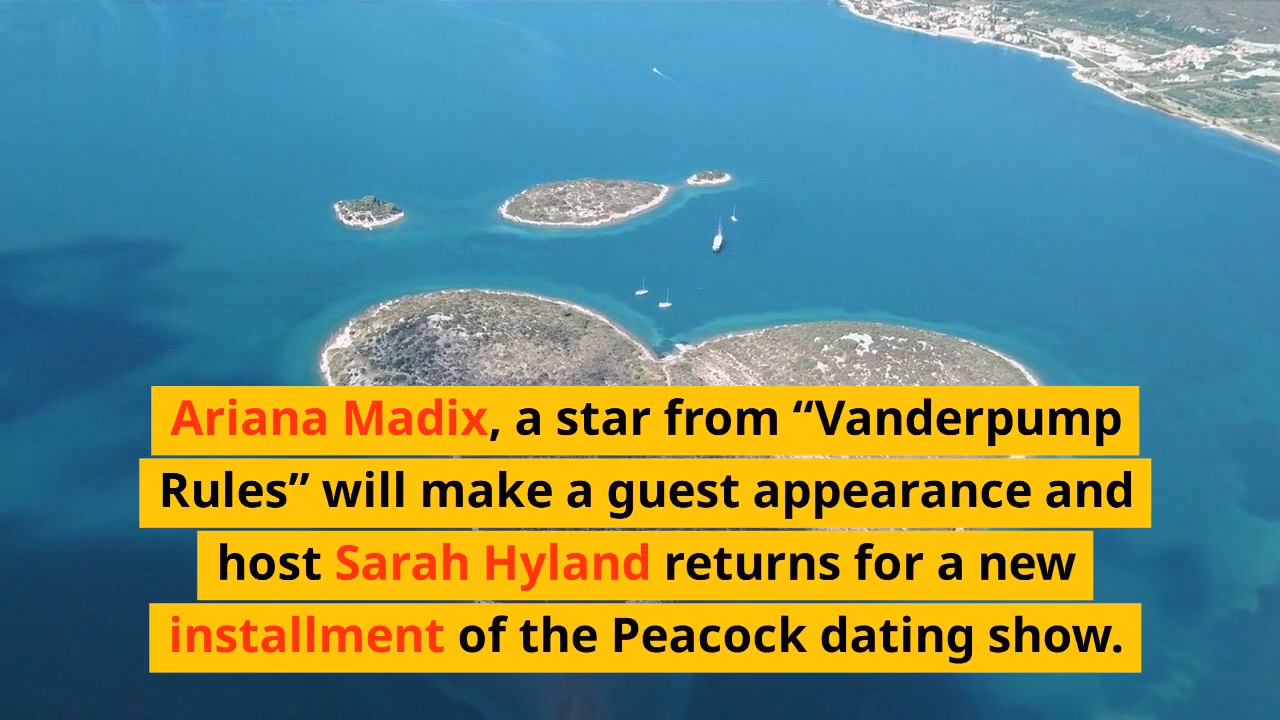 Ariana Madix, a star from “Vanderpump
Rules” will make a guest appearance and
host Sarah Hyland returns for a new
installment of the Peacock dating show.